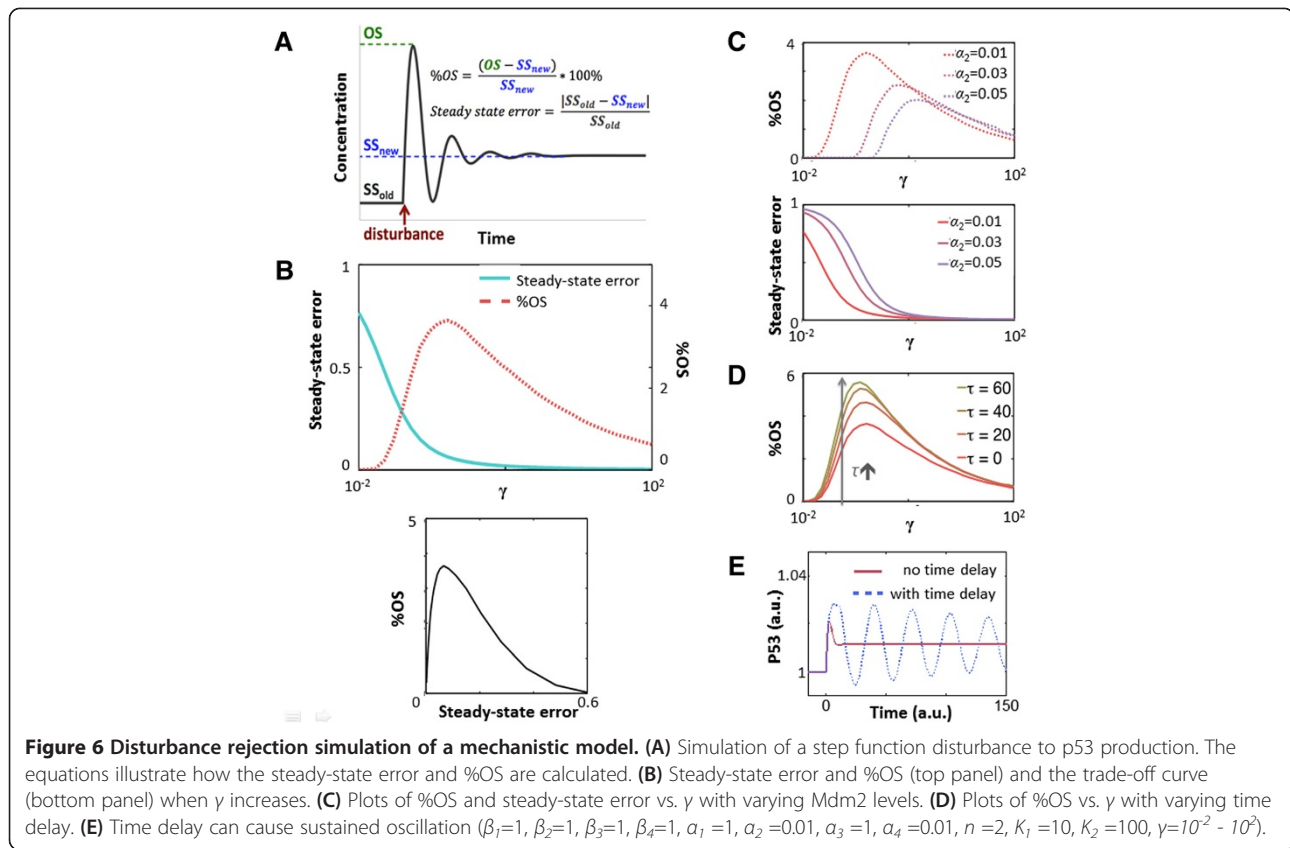 A
OS
%OS = (OS − SSnew) / SSnew * 100%
Steady state error = |SSold − SSnew| / SSold
Concentration
SSnew
SSold
disturbance
Time
B
1
0.5
0
Steady-state error
Steady-state error
%OS
4
2
0
%OS
10⁻²
γ
10²
5
%OS
0
0.6
Steady-state error
C
4
%OS
0
α₂=0.01
α₂=0.03
α₂=0.05
10⁻²
γ
10²
1
Steady-state error
0
α₂=0.01
α₂=0.03
α₂=0.05
10⁻²
γ
10²
D
6
%OS
0
τ = 60
τ = 40
τ = 20
τ = 0
τ
10⁻²
γ
10²
E
1.04
P53 (a.u.)
1
no time delay
with time delay
0
150
Time (a.u.)
Figure 6 Disturbance rejection simulation of a mechanistic model. (A) Simulation of a step function disturbance to p53 production. The
equations illustrate how the steady-state error and %OS are calculated. (B) Steady-state error and %OS (top panel) and the trade-off curve
(bottom panel) when γ increases. (C) Plots of %OS and steady-state error vs. γ with varying Mdm2 levels. (D) Plots of %OS vs. γ with varying time
delay. (E) Time delay can cause sustained oscillation (β₁=1, β₂=1, β₃=1, β₄=1, α₁ =1, α₂ =0.01, α₃ =1, α₄ =0.01, n =2, K₁ =10, K₂ =100, γ=10⁻² - 10²).